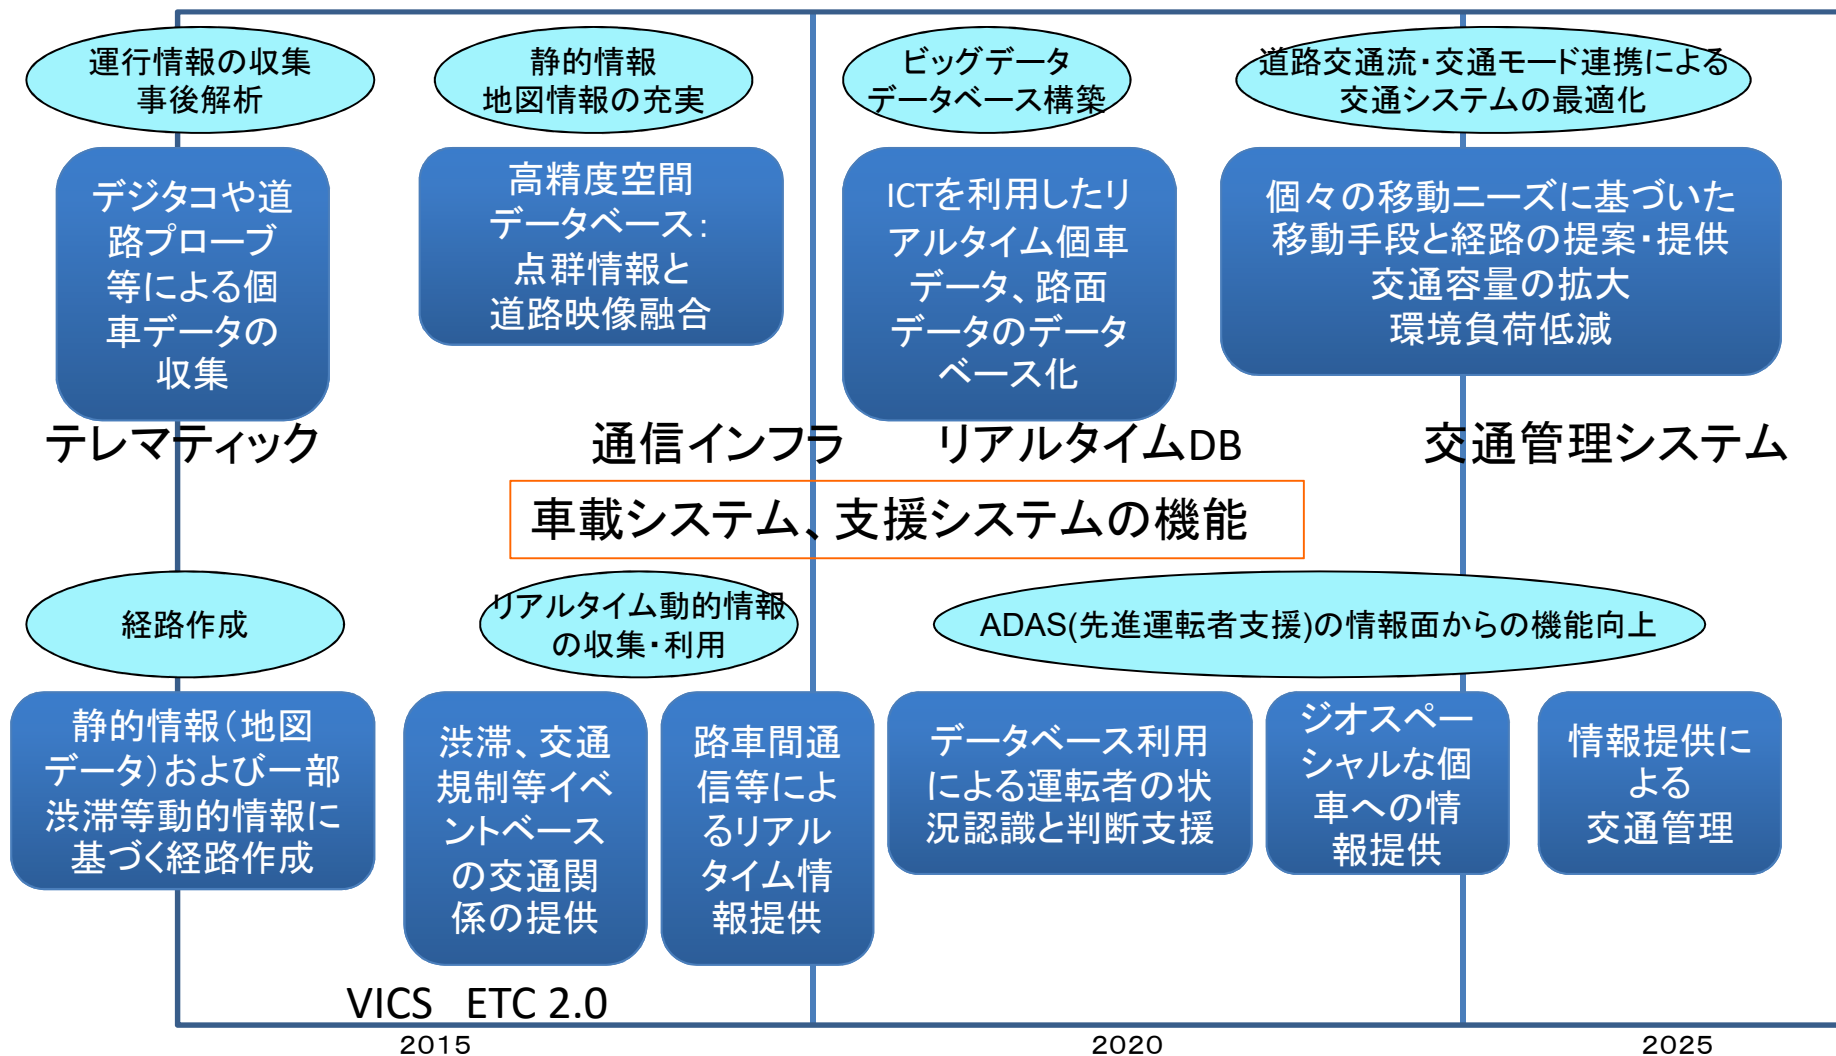 運行情報の収集
事後解析
静的情報
地図情報の充実
ビッグデータ
データベース構築
道路交通流・交通モード連携による
交通システムの最適化
デジタコや道
路プローブ
等による個
車データの
収集
高精度空間
データベース：
点群情報と
道路映像融合
ICTを利用したリ
アルタイム個車
データ、路面
データのデータ
ベース化
個々の移動ニーズに基づいた
移動手段と経路の提案・提供
交通容量の拡大
環境負荷低減
テレマティック
通信インフラ
リアルタイムDB
交通管理システム
車載システム、支援システムの機能
経路作成
リアルタイム動的情報
の収集・利用
ADAS(先進運転者支援)の情報面からの機能向上
静的情報（地図
データ）および一部
渋滞等動的情報に
基づく経路作成
渋滞、交通
規制等イベ
ントベース
の交通関
係の提供
路車間通
信等によ
るリアル
タイム情
報提供
データベース利用
による運転者の状
況認識と判断支援
ジオスペー
シャルな個
車への情
報提供
情報提供に
よる
交通管理
VICS ETC 2.0
2015
2020
2025